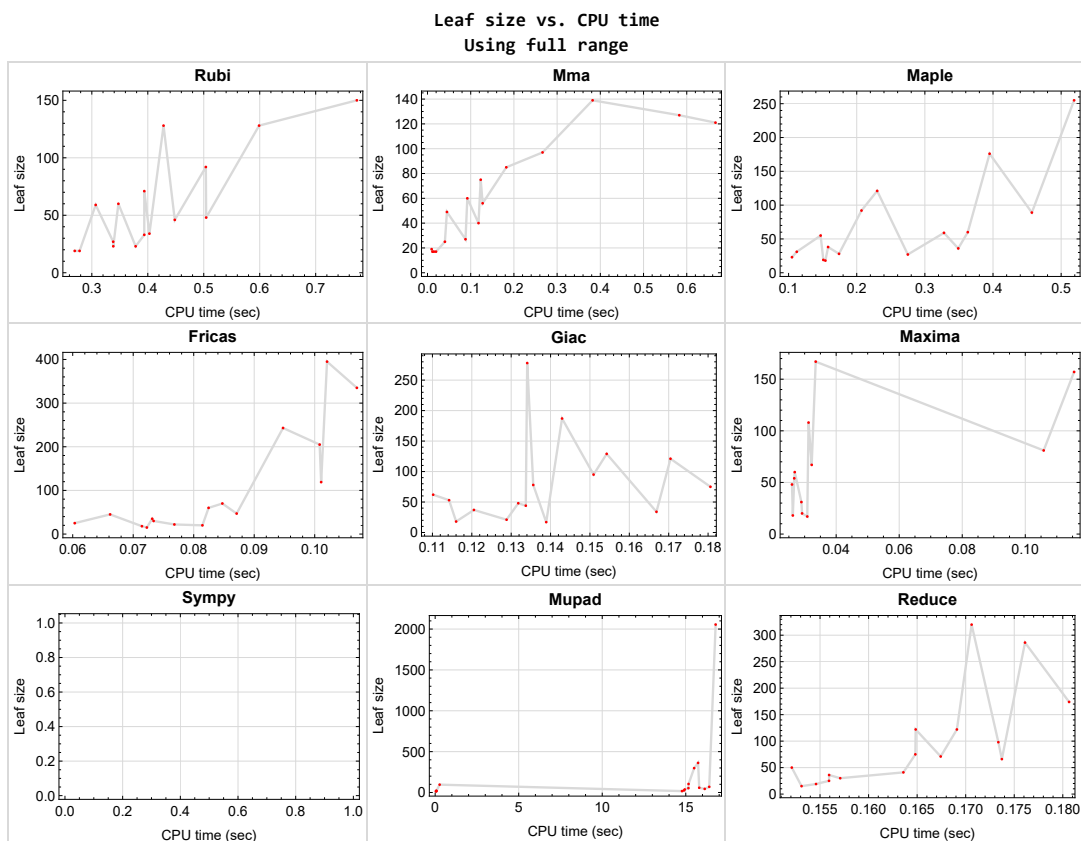 Leaf size vs. CPU time
Using full range
Rubi
Leaf size
150
100
50
0
0.3 0.4 0.5 0.6 0.7
CPU time (sec)
Mma
Leaf size
140
120
100
80
60
40
20
0
0.0 0.1 0.2 0.3 0.4 0.5 0.6
CPU time (sec)
Maple
Leaf size
250
200
150
100
50
0
0.1 0.2 0.3 0.4 0.5
CPU time (sec)
Fricas
Leaf size
400
300
200
100
0
0.06 0.07 0.08 0.09 0.10
CPU time (sec)
Giac
Leaf size
250
200
150
100
50
0
0.11 0.12 0.13 0.14 0.15 0.16 0.17 0.18
CPU time (sec)
Maxima
Leaf size
150
100
50
0
0.04 0.06 0.08 0.10
CPU time (sec)
Sympy
Leaf size
1.0
0.8
0.6
0.4
0.2
0.0
0.0 0.2 0.4 0.6 0.8 1.0
CPU time (sec)
Mupad
Leaf size
2000
1500
1000
500
0
0 5 10 15
CPU time (sec)
Reduce
Leaf size
300
250
200
150
100
50
0
0.155 0.160 0.165 0.170 0.175 0.180
CPU time (sec)